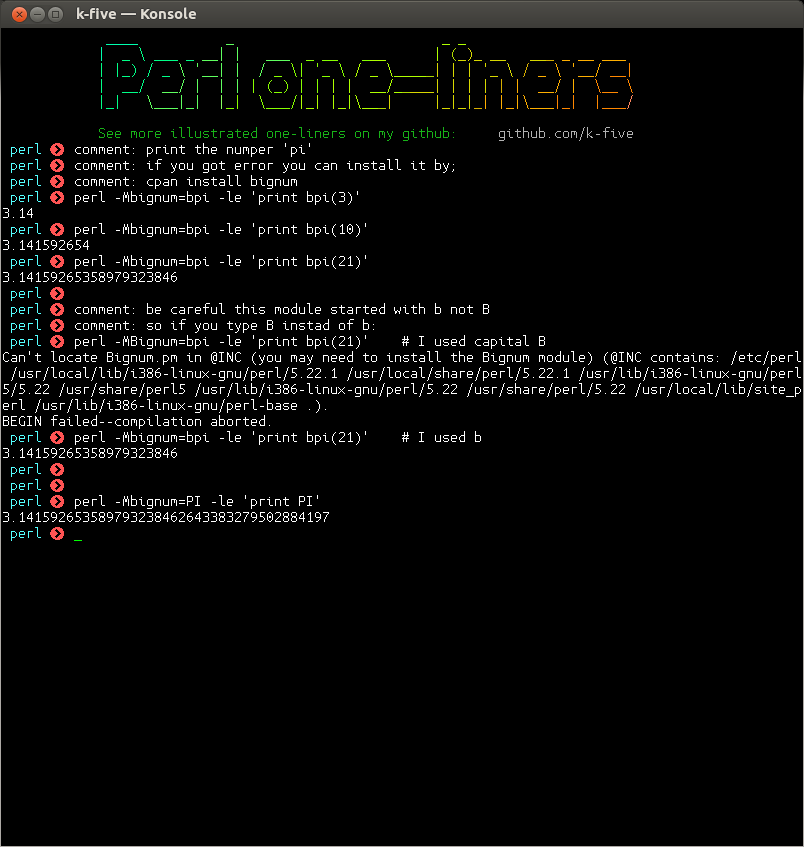 k-five — Konsole
Perl one-liners
See more illustrated one-liners on my github: github.com/k-five
perl comment: print the numper 'pi'
perl comment: if you got error you can install it by;
perl comment: cpan install bignum
perl perl -Mbignum=bpi -le 'print bpi(3)'
3.14
perl perl -Mbignum=bpi -le 'print bpi(10)'
3.141592654
perl perl -Mbignum=bpi -le 'print bpi(21)'
3.14159265358979323846
perl
perl comment: be careful this module started with b not B
perl comment: so if you type B instad of b:
perl perl -MBignum=bpi -le 'print bpi(21)' # I used capital B
Can't locate Bignum.pm in @INC (you may need to install the Bignum module) (@INC contains: /etc/perl
/usr/local/lib/i386-linux-gnu/perl/5.22.1 /usr/local/share/perl/5.22.1 /usr/lib/i386-linux-gnu/perl
5/5.22 /usr/share/perl5 /usr/lib/i386-linux-gnu/perl/5.22 /usr/share/perl/5.22 /usr/local/lib/site_p
erl /usr/lib/i386-linux-gnu/perl-base .).
BEGIN failed--compilation aborted.
perl perl -Mbignum=bpi -le 'print bpi(21)' # I used b
3.14159265358979323846
perl
perl
perl perl -Mbignum=PI -le 'print PI'
3.141592653589793238462643383279502884197
perl _